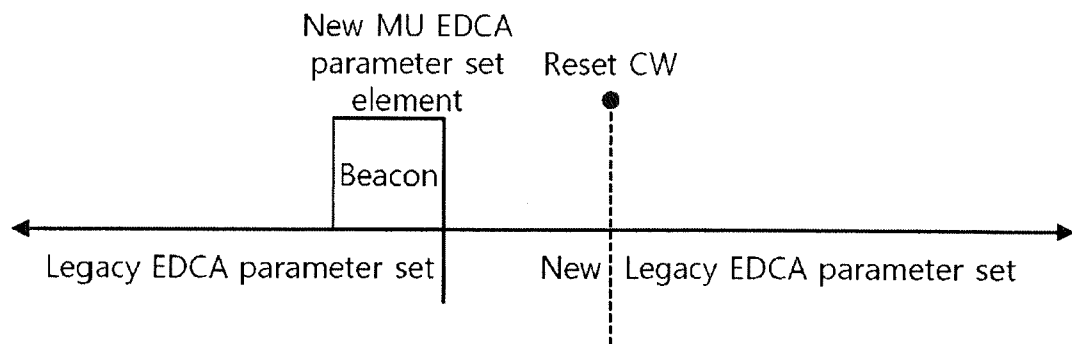 New MU EDCA
parameter set
element
Reset CW
Beacon
Legacy EDCA parameter set
New
Legacy EDCA parameter set